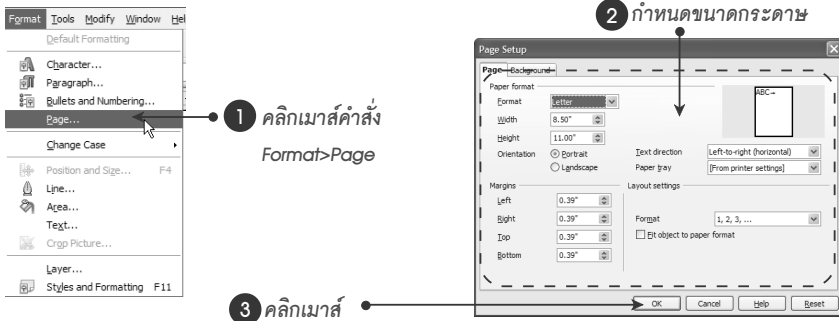 Format Tools Modify Window Hel
Default Formatting
Character...
Paragraph...
Bullets and Numbering...
Page...
Change Case
Position and Size... F4
Line...
Area...
Text...
Crop Picture...
Layer...
Styles and Formatting F11
1 คลิกเมาส์คำสั่ง
Format>Page
2 กำหนดขนาดกระดาษ
Page Setup
Page Background
Paper format
Format Letter
Width 8.50"
Height 11.00"
Orientation Portrait
Landscape
ABC
Text direction Left-to-right (horizontal)
Paper tray [From printer settings]
Margins
Left 0.39"
Right 0.39"
Top 0.39"
Bottom 0.39"
Layout settings
Format 1, 2, 3, ...
Fit object to paper format
OK Cancel Help Reset
3 คลิกเมาส์